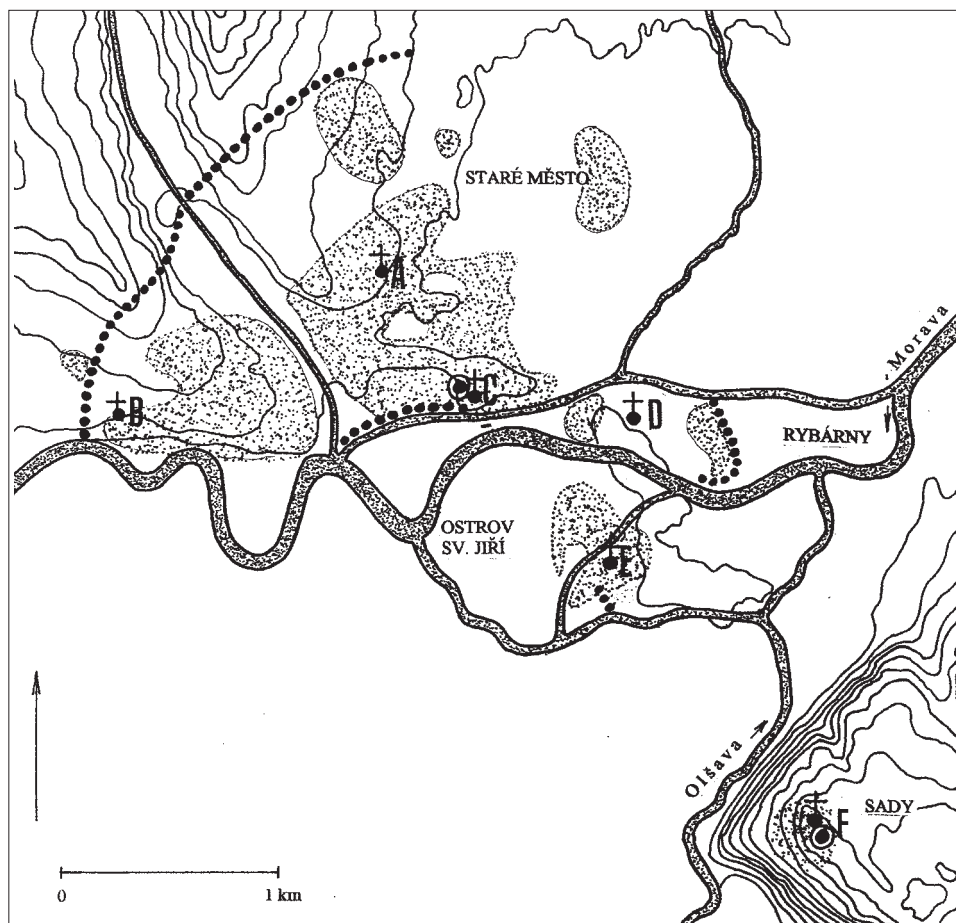 STARÉ MĚSTO
A
Morava
B
C
D
RYBÁRNY
OSTROV
SV. JIŘÍ
E
Olšava
SADY
F
0
1 km